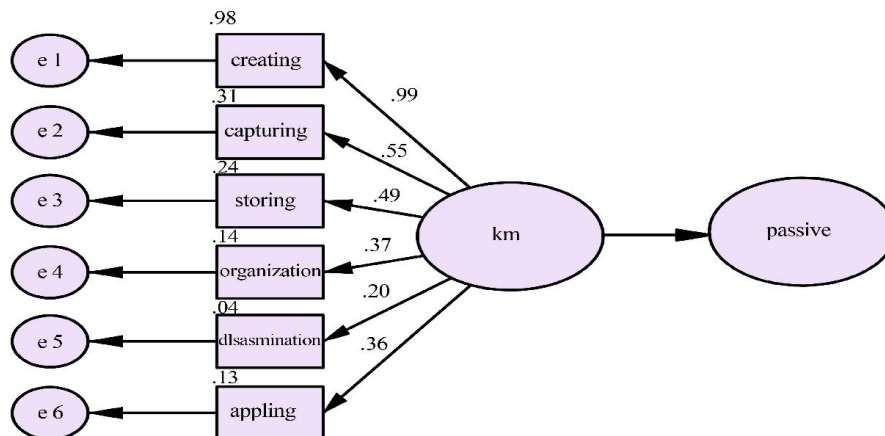 .98
e 1
creating
.99
.31
e 2
capturing
.55
.24
e 3
storing
.49
km
passive
.14
e 4
organization
.37
.04
e 5
dlsasmination
.20
.13
e 6
appling
.36